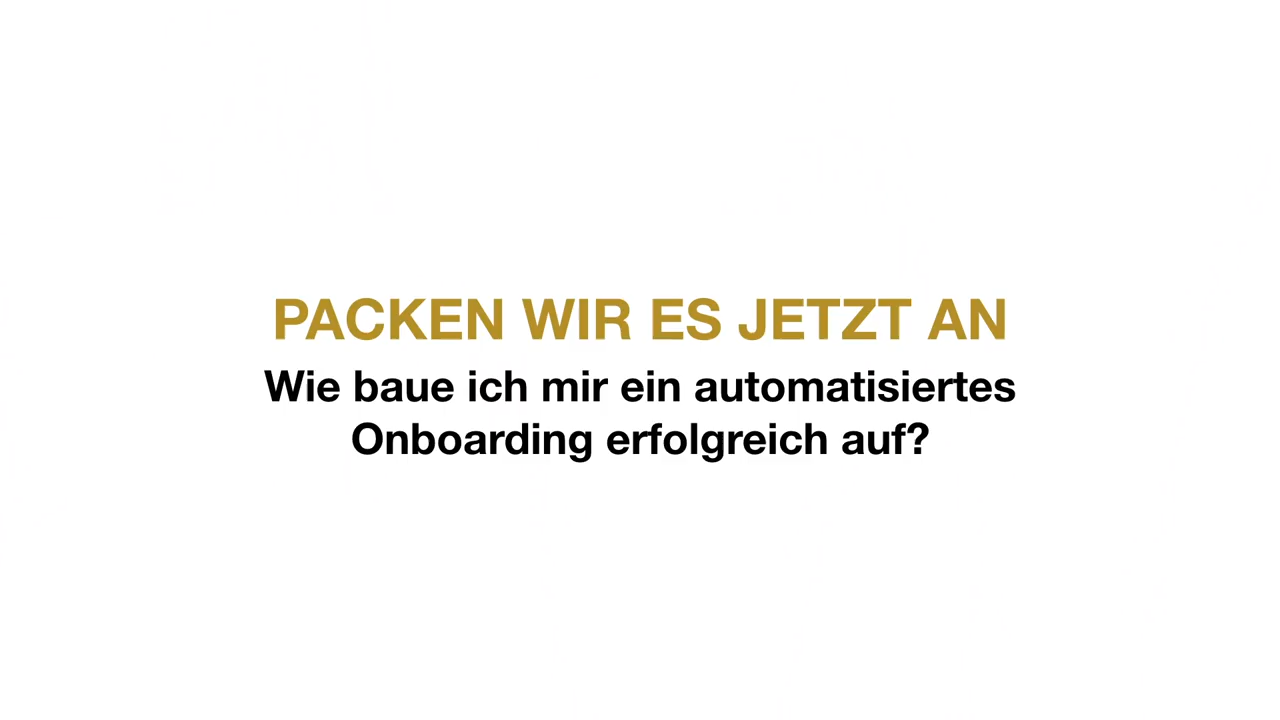 PACKEN WIR ES JETZT AN
Wie baue ich mir ein automatisiertes
Onboarding erfolgreich auf?